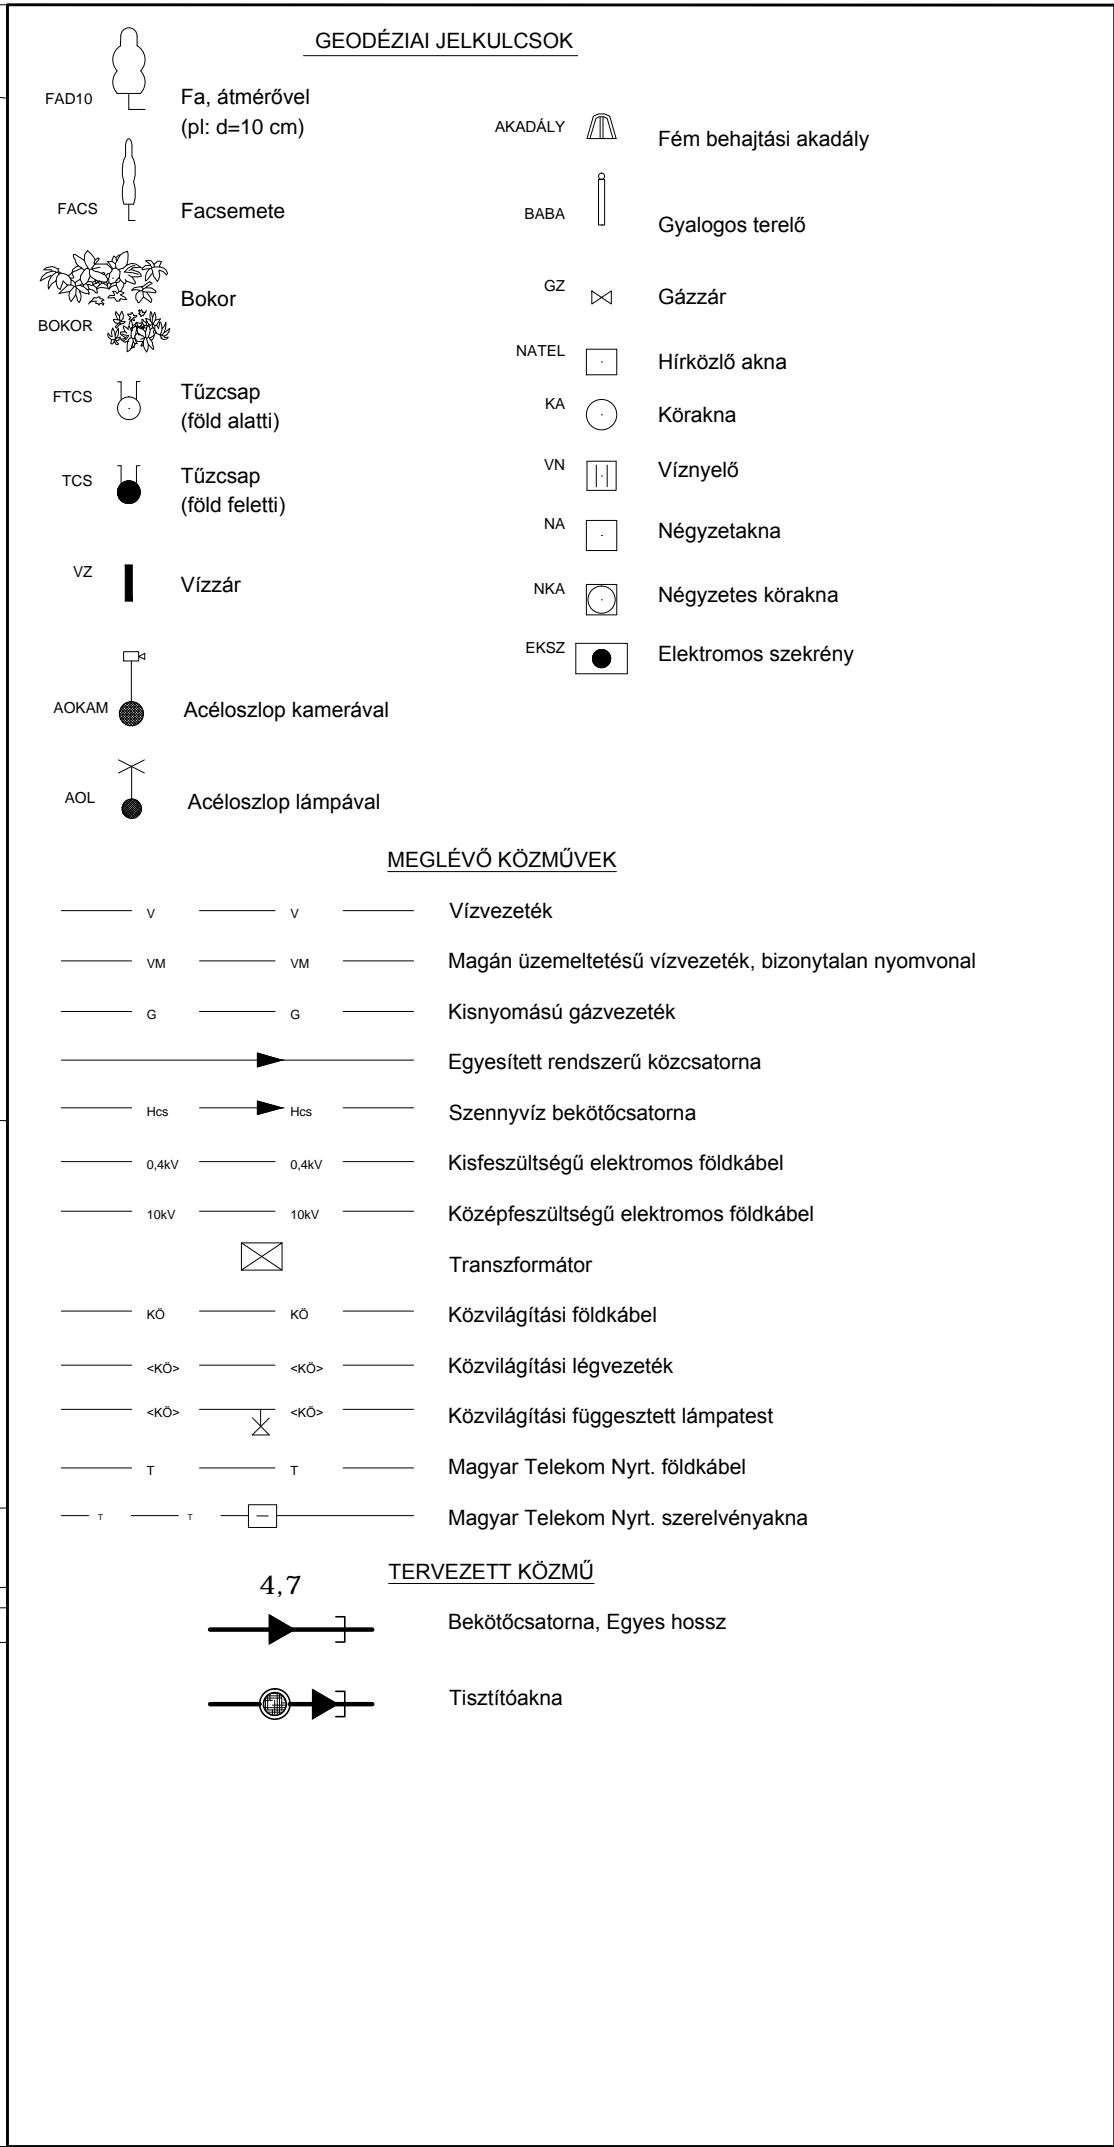 GEODÉZIAI JELKULCSOK
FAD10
Fa, átmérővel
(pl: d=10 cm)
FACS
Facsemete
BOKOR
Bokor
FTCS
Tűzcsap
(föld alatti)
TCS
Tűzcsap
(föld feletti)
VZ
Vízzár
AOKAM
Acéloszlop kamerával
AOL
Acéloszlop lámpával
AKADÁLY
Fém behajtási akadály
BABA
Gyalogos terelő
GZ
Gázzár
NATEL
Hírközlő akna
KA
Körakna
VN
Víznyelő
NA
Négyzetakna
NKA
Négyzetes körakna
EKSZ
Elektromos szekrény
MEGLÉVŐ KÖZMŰVEK
V V Vízvezeték
VM VM Magán üzemeltetésű vízvezeték, bizonytalan nyomvonal
G G Kisnyomású gázvezeték
Egyesített rendszerű közcsatorna
Hcs Hcs Szennyvíz bekötőcsatorna
0,4kV 0,4kV Kisfeszültségű elektromos földkábel
10kV 10kV Középfeszültségű elektromos földkábel
Transzformátor
KÖ KÖ Közvilágítási földkábel
<KÖ> <KÖ> Közvilágítási légvezeték
<KÖ> <KÖ> Közvilágítási függesztett lámpatest
T T Magyar Telekom Nyrt. földkábel
T T Magyar Telekom Nyrt. szerelvényakna
TERVEZETT KÖZMŰ
4,7
Bekötőcsatorna, Egyes hossz
Tisztítóakna